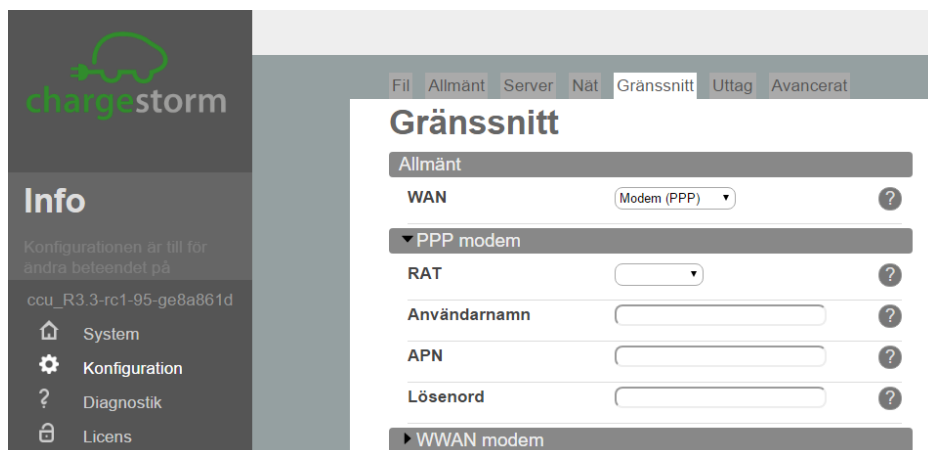 chargestorm
Info
Konfigurationen är till för
ändra beteendet på
ccu_R3.3-rc1-95-ge8a861d
System
Konfiguration
Diagnostik
Licens
Fil Allmänt Server Nät Gränssnitt Uttag Avancerat
Gränssnitt
Allmänt
WAN Modem (PPP) ?
PPP modem
RAT ?
Användarnamn ?
APN ?
Lösenord ?
WWAN modem